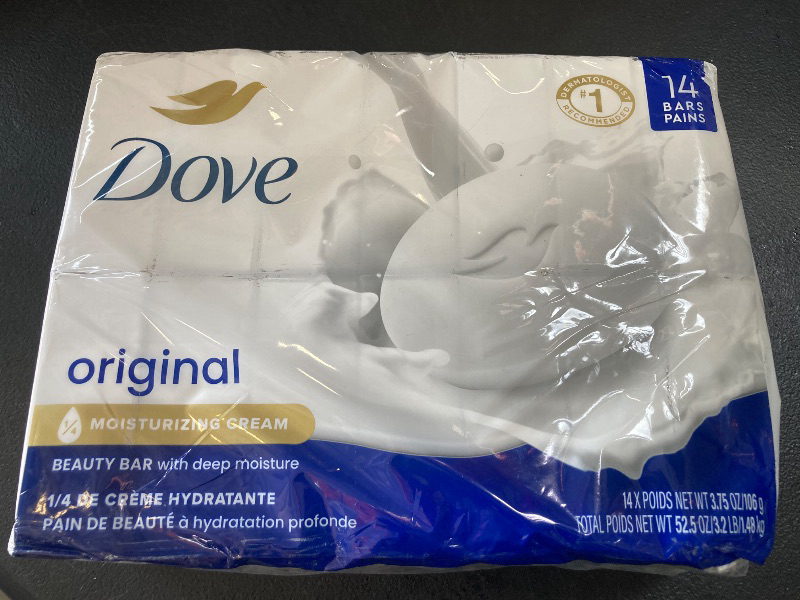 Dove
DERMATOLOGIST
#1
RECOMMENDED
14
BARS
PAINS
original
1/4 MOISTURIZING CREAM
BEAUTY BAR with deep moisture
1/4 DE CRÈME HYDRATANTE
PAIN DE BEAUTÉ à hydratation profonde
14 X POIDS NET WT 3.75 OZ/106 g
TOTAL POIDS NET WT 52.5 OZ/3.2 LB/1.48 kg